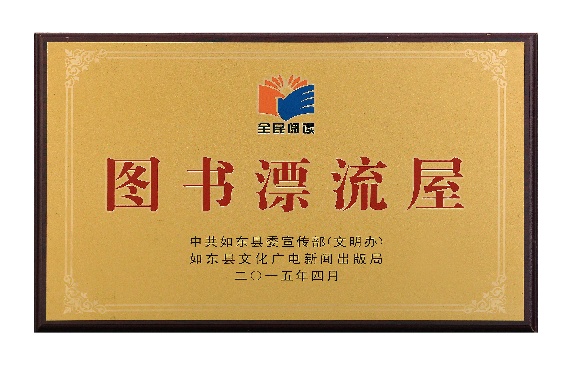 全民阅读
图书漂流屋
中共如东县委宣传部(文明办)
如东县文化广电新闻出版局
二〇一五年四月